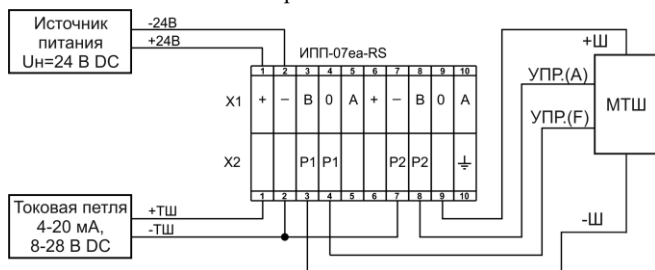 Источник
питания
Uн=24 В DC
-24В
+24В
ИПП-07еа-RS
1 2 3 4 5 6 7 8 9 10
X1 + – B 0 A + – B 0 A
X2 P1 P1 P2 P2
1 2 3 4 5 6 7 8 9 10
+Ш
УПР.(А)
УПР.(F)
МТШ
-Ш
Токовая петля
4-20 мА,
8-28 В DC
+ТШ
-ТШ